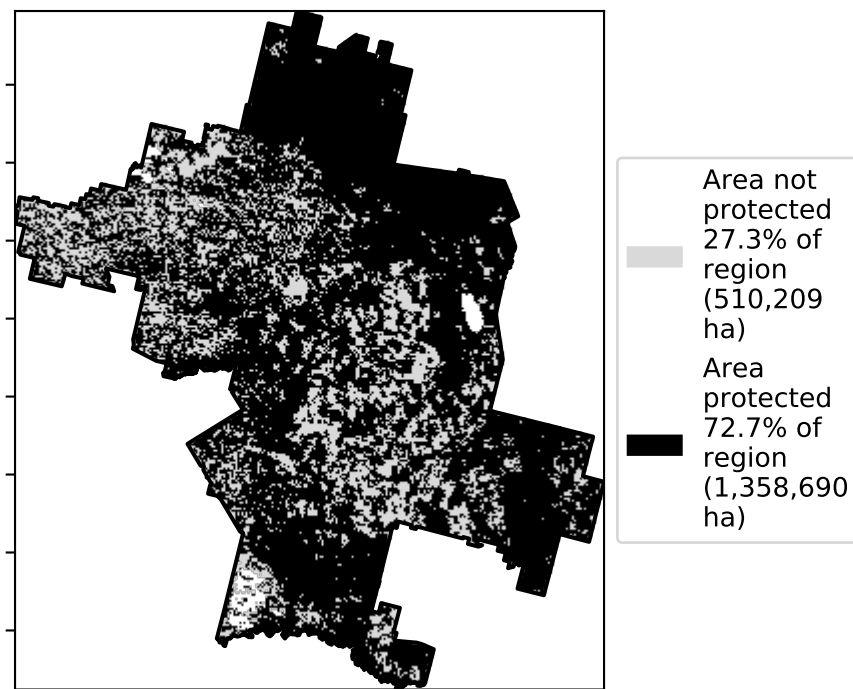 Area not
protected
27.3% of
region
(510,209
ha)
Area
protected
72.7% of
region
(1,358,690
ha)